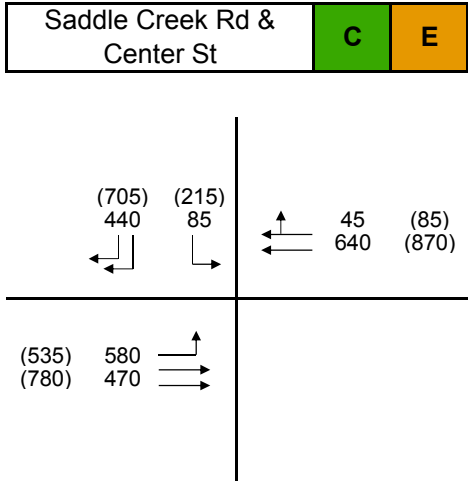 Saddle Creek Rd &
Center St
C E
(705) (215)
440 85
45 (85)
640 (870)
(535) 580
(780) 470